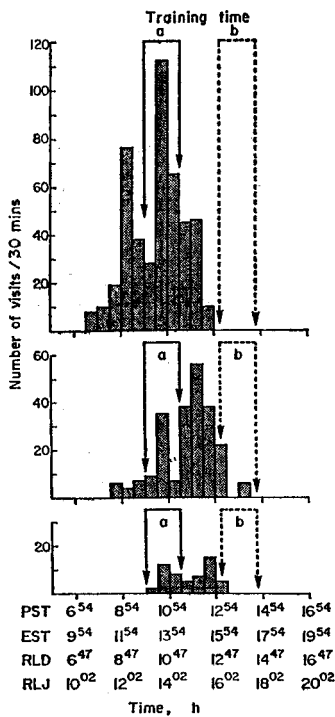 Training time
a b
120
100
80
60
40
20
Number of visits/30 mins
a b
60
40
20
a b
20
PST 6⁵⁴ 8⁵⁴ 10⁵⁴ 12⁵⁴ 14⁵⁴ 16⁵⁴
EST 9⁵⁴ 11⁵⁴ 13⁵⁴ 15⁵⁴ 17⁵⁴ 19⁵⁴
RLD 6⁴⁷ 8⁴⁷ 10⁴⁷ 12⁴⁷ 14⁴⁷ 16⁴⁷
RLJ 10⁰² 12⁰² 14⁰² 16⁰² 18⁰² 20⁰²
Time, h